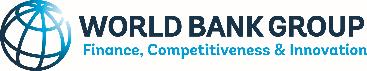 WORLD BANK GROUP
Finance, Competitiveness & Innovation